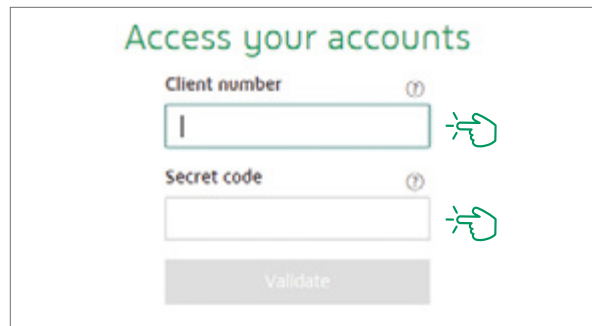 Access your accounts
Client number
?
Secret code
?
Validate